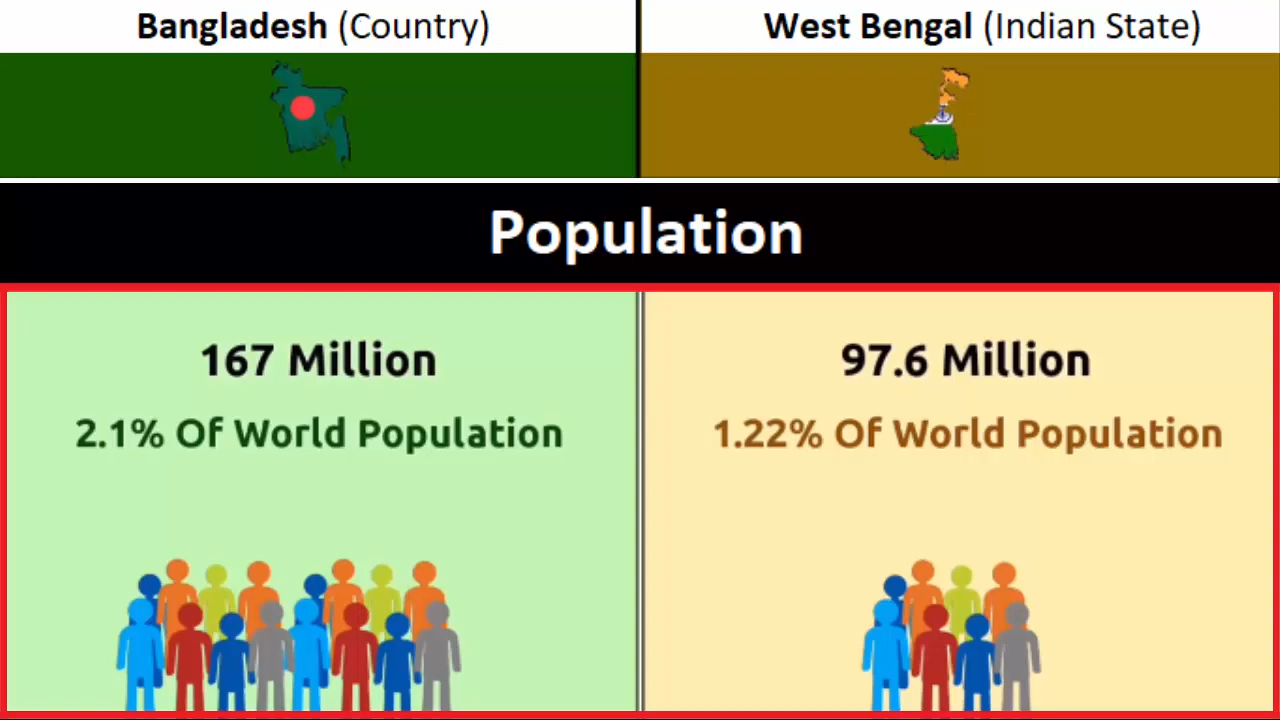 Bangladesh (Country)
West Bengal (Indian State)
Population
167 Million
2.1% Of World Population
97.6 Million
1.22% Of World Population